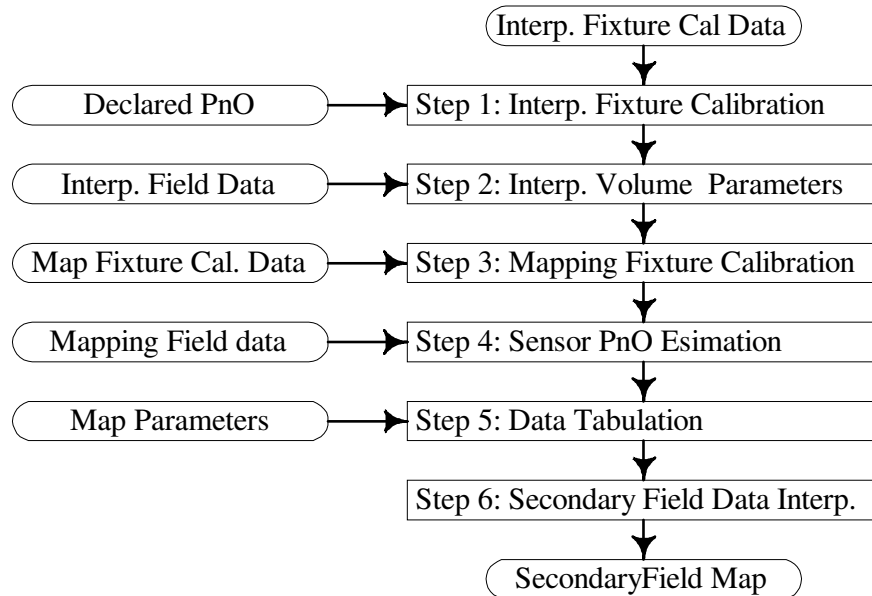 Interp. Fixture Cal Data
Declared PnO
Step 1: Interp. Fixture Calibration
Interp. Field Data
Step 2: Interp. Volume Parameters
Map Fixture Cal. Data
Step 3: Mapping Fixture Calibration
Mapping Field data
Step 4: Sensor PnO Esimation
Map Parameters
Step 5: Data Tabulation
Step 6: Secondary Field Data Interp.
SecondaryField Map